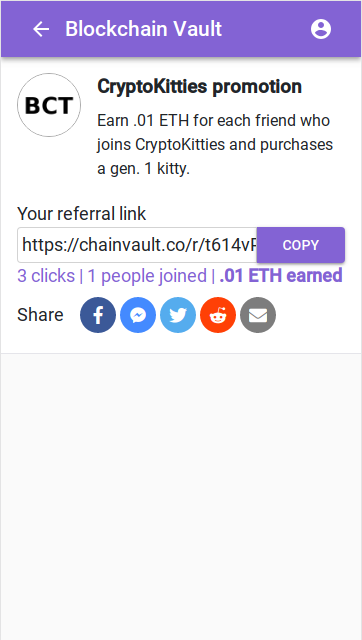 Blockchain Vault
BCT
CryptoKitties promotion
Earn .01 ETH for each friend who
joins CryptoKitties and purchases
a gen. 1 kitty.
Your referral link
https://chainvault.co/r/t614v
COPY
3 clicks | 1 people joined | .01 ETH earned
Share